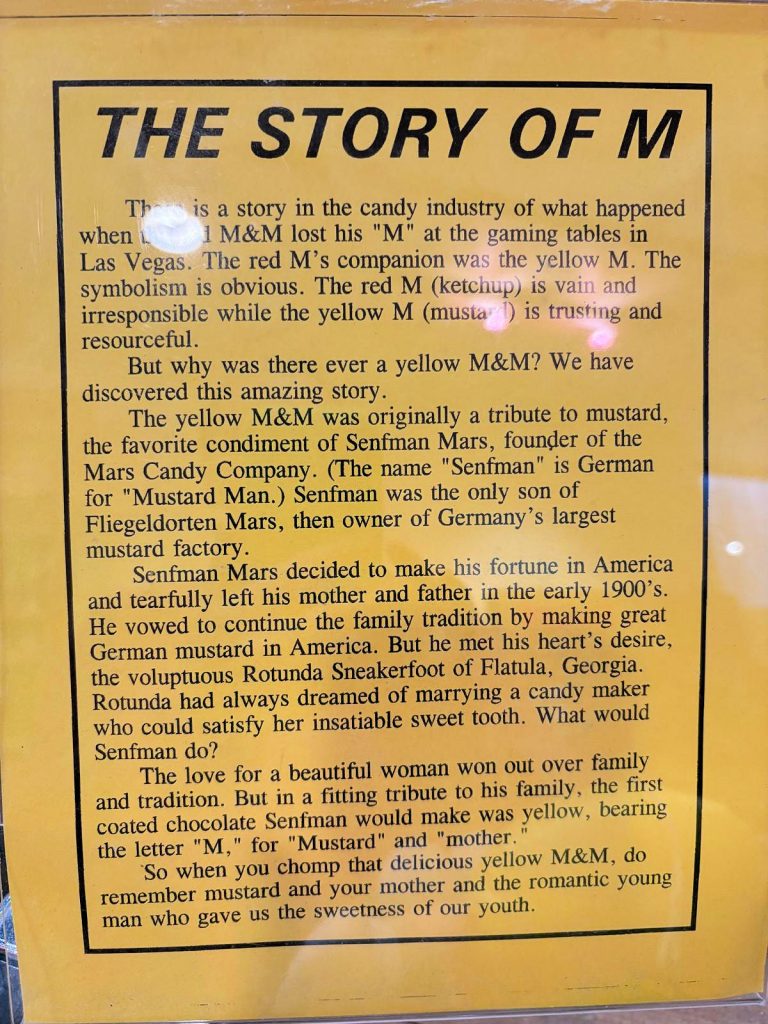 THE STORY OF M
There is a story in the candy industry of what happened
when M&M lost his "M" at the gaming tables in
Las Vegas. The red M's companion was the yellow M. The
symbolism is obvious. The red M (ketchup) is vain and
irresponsible while the yellow M (mustard) is trusting and
resourceful.
But why was there ever a yellow M&M? We have
discovered this amazing story.
The yellow M&M was originally a tribute to mustard,
the favorite condiment of Senfman Mars, founder of the
Mars Candy Company. (The name "Senfman" is German
for "Mustard Man.) Senfman was the only son of
Fliegeldorten Mars, then owner of Germany's largest
mustard factory.
Senfman Mars decided to make his fortune in America
and tearfully left his mother and father in the early 1900's.
He vowed to continue the family tradition by making great
German mustard in America. But he met his heart's desire,
the voluptuous Rotunda Sneakerfoot of Flatula, Georgia.
Rotunda had always dreamed of marrying a candy maker
who could satisfy her insatiable sweet tooth. What would
Senfman do?
The love for a beautiful woman won out over family
and tradition. But in a fitting tribute to his family, the first
coated chocolate Senfman would make was yellow, bearing
the letter "M," for "Mustard" and "mother."
So when you chomp that delicious yellow M&M, do
remember mustard and your mother and the romantic young
man who gave us the sweetness of our youth.